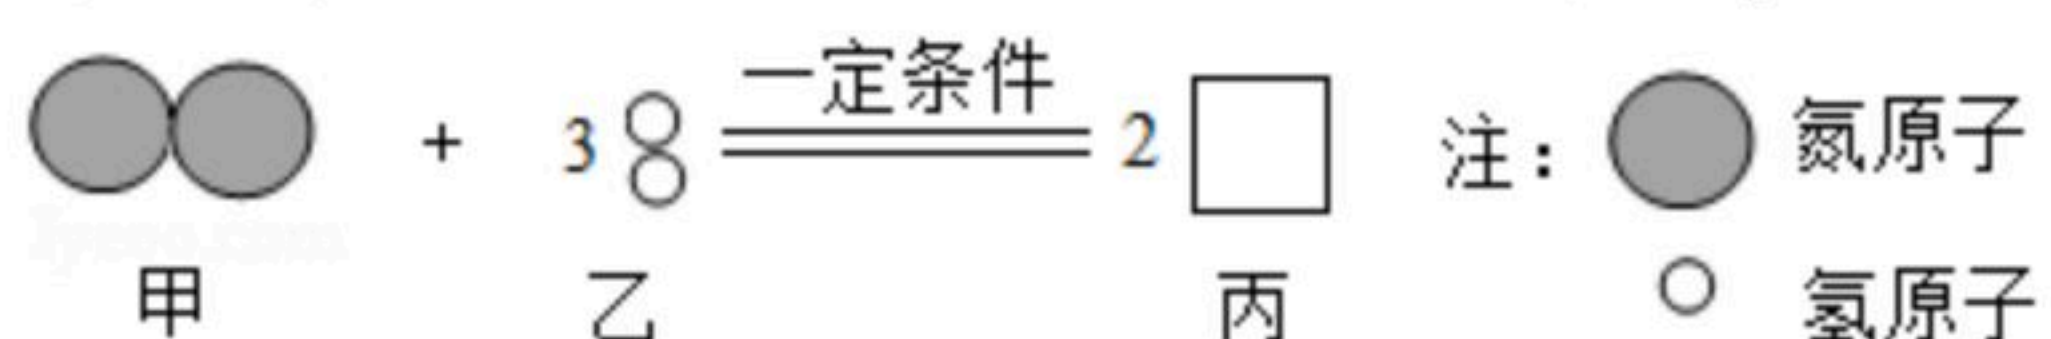 + 3 一定条件 2 注： 氮原子
甲 乙 丙 氢原子